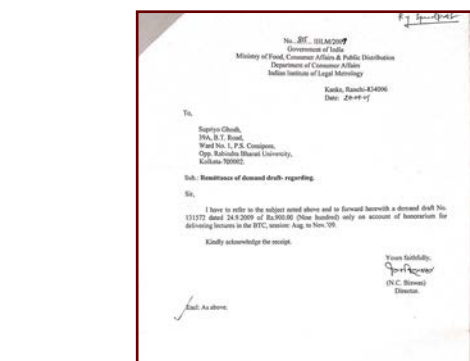 No. 815 IIILM/2009
Government of India
Ministry of Food, Consumer Affairs & Public Distribution
Department of Consumer Affairs
Indian Institute of Legal Metrology
Kanke, Ranchi-834006
Date:
To,
Supriyo Ghosh,
39A, B.T. Road,
Ward No. 1, P.S. Cossipore,
Opp. Rabindra Bharati University,
Kolkata-700002.
Sub.: Remittance of demand draft- regarding.
Sir,
I have to refer to the subject noted above and to forward herewith a demand draft No.
131572 dated 24.9.2009 of Rs.900.00 (Nine hundred) only on account of honorarium for
delivering lectures in the BTC, session: Aug. to Nov.'09.
Kindly acknowledge the receipt.
Yours faithfully,
(N.C. Biswas)
Director.
Encl: As above.